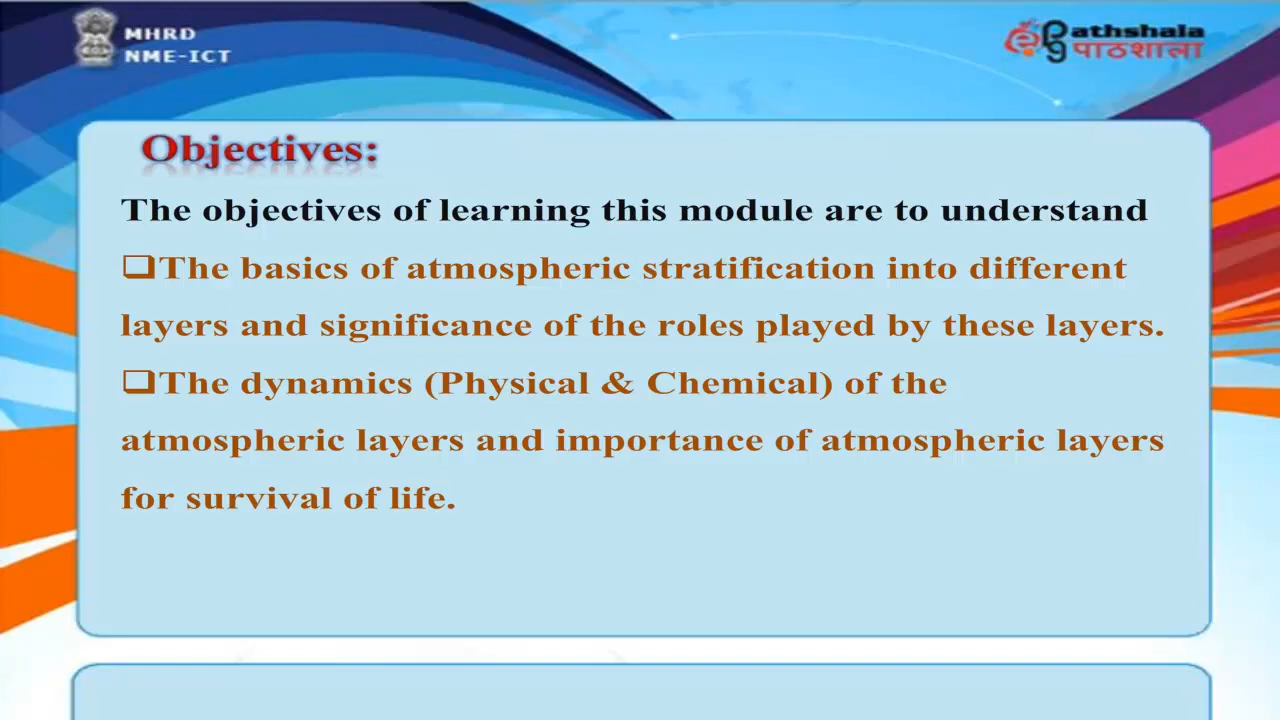 MHRD
NME-ICT
ePG athshala
पाठशाला
Objectives:
The objectives of learning this module are to understand
❑The basics of atmospheric stratification into different
layers and significance of the roles played by these layers.
❑The dynamics (Physical & Chemical) of the
atmospheric layers and importance of atmospheric layers
for survival of life.